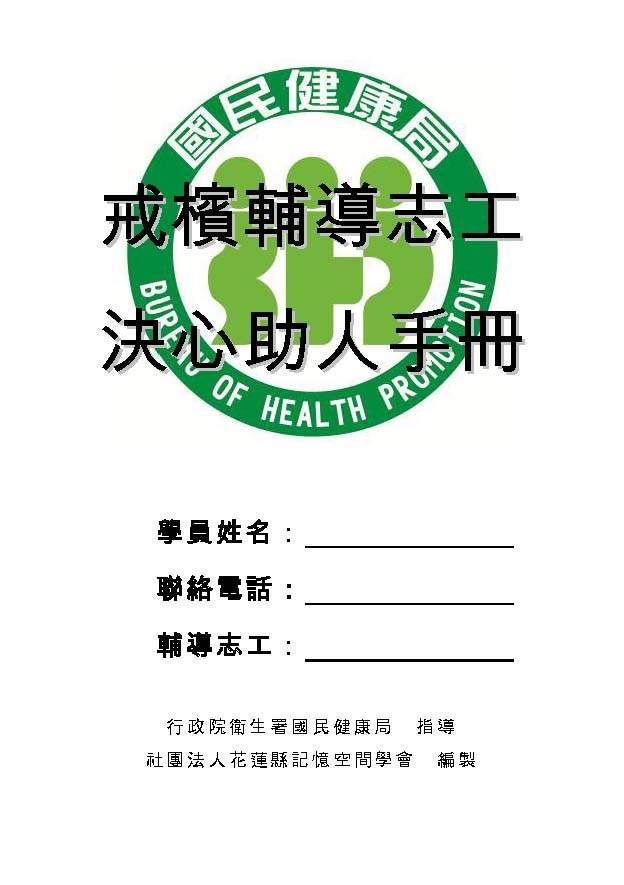 國民健康局
戒檳輔導志工
決心助人手冊
BUREAU OF HEALTH PROMOTION
學員姓名：
聯絡電話：
輔導志工：
行政院衛生署國民健康局　指導
社團法人花蓮縣記憶空間學會　編製